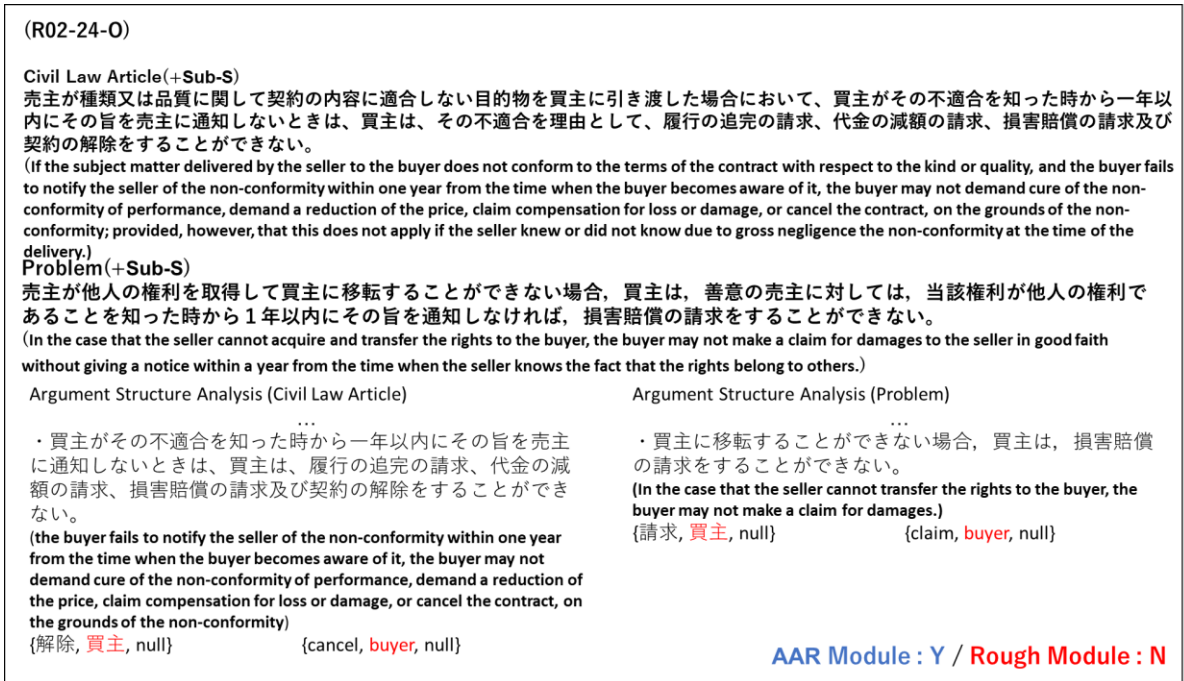 (R02-24-O)
Civil Law Article(+Sub-S)
売主が種類又は品質に関して契約の内容に適合しない目的物を買主に引き渡した場合において、買主がその不適合を知った時から一年以
内にその旨を売主に通知しないときは、買主は、その不適合を理由として、履行の追完の請求、代金の減額の請求、損害賠償の請求及び
契約の解除をすることができない。
(If the subject matter delivered by the seller to the buyer does not conform to the terms of the contract with respect to the kind or quality, and the buyer fails
to notify the seller of the non-conformity within one year from the time when the buyer becomes aware of it, the buyer may not demand cure of the non-
conformity of performance, demand a reduction of the price, claim compensation for loss or damage, or cancel the contract, on the grounds of the non-
conformity; provided, however, that this does not apply if the seller knew or did not know due to gross negligence the non-conformity at the time of the
delivery.)
Problem(+Sub-S)
売主が他人の権利を取得して買主に移転することができない場合，買主は，善意の売主に対しては，当該権利が他人の権利で
あることを知った時から１年以内にその旨を通知しなければ，損害賠償の請求をすることができない。
(In the case that the seller cannot acquire and transfer the rights to the buyer, the buyer may not make a claim for damages to the seller in good faith
without giving a notice within a year from the time when the seller knows the fact that the rights belong to others.)
Argument Structure Analysis (Civil Law Article)
…
・買主がその不適合を知った時から一年以内にその旨を売主
に通知しないときは、買主は、履行の追完の請求、代金の減
額の請求、損害賠償の請求及び契約の解除をすることができ
ない。
(the buyer fails to notify the seller of the non-conformity within one year
from the time when the buyer becomes aware of it, the buyer may not
demand cure of the non-conformity of performance, demand a reduction of
the price, claim compensation for loss or damage, or cancel the contract, on
the grounds of the non-conformity)
{解除, 買主, null} {cancel, buyer, null}
Argument Structure Analysis (Problem)
…
・買主に移転することができない場合，買主は，損害賠償
の請求をすることができない。
(In the case that the seller cannot transfer the rights to the buyer, the
buyer may not make a claim for damages.)
{請求, 買主, null} {claim, buyer, null}
AAR Module : Y / Rough Module : N